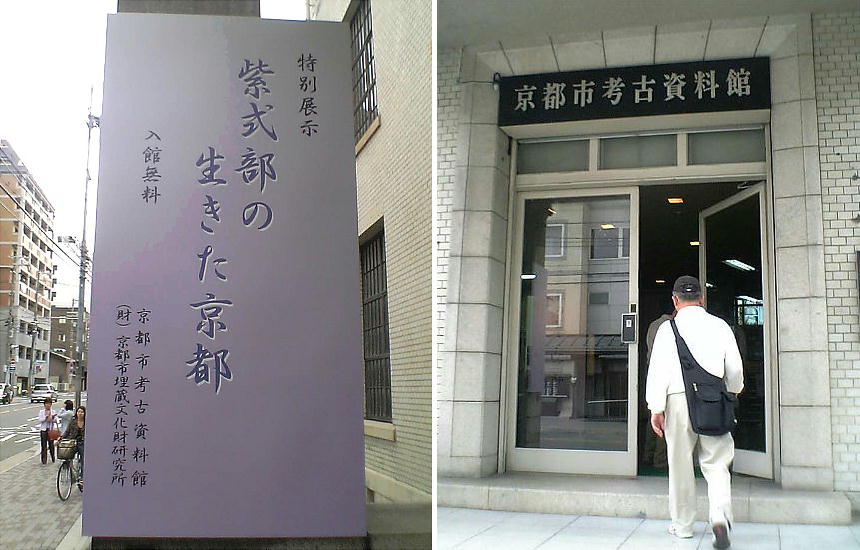 特別展示
紫式部の
生きた京都
入館無料
京都市考古資料館
(財)京都市埋蔵文化財研究所
京都市考古資料館